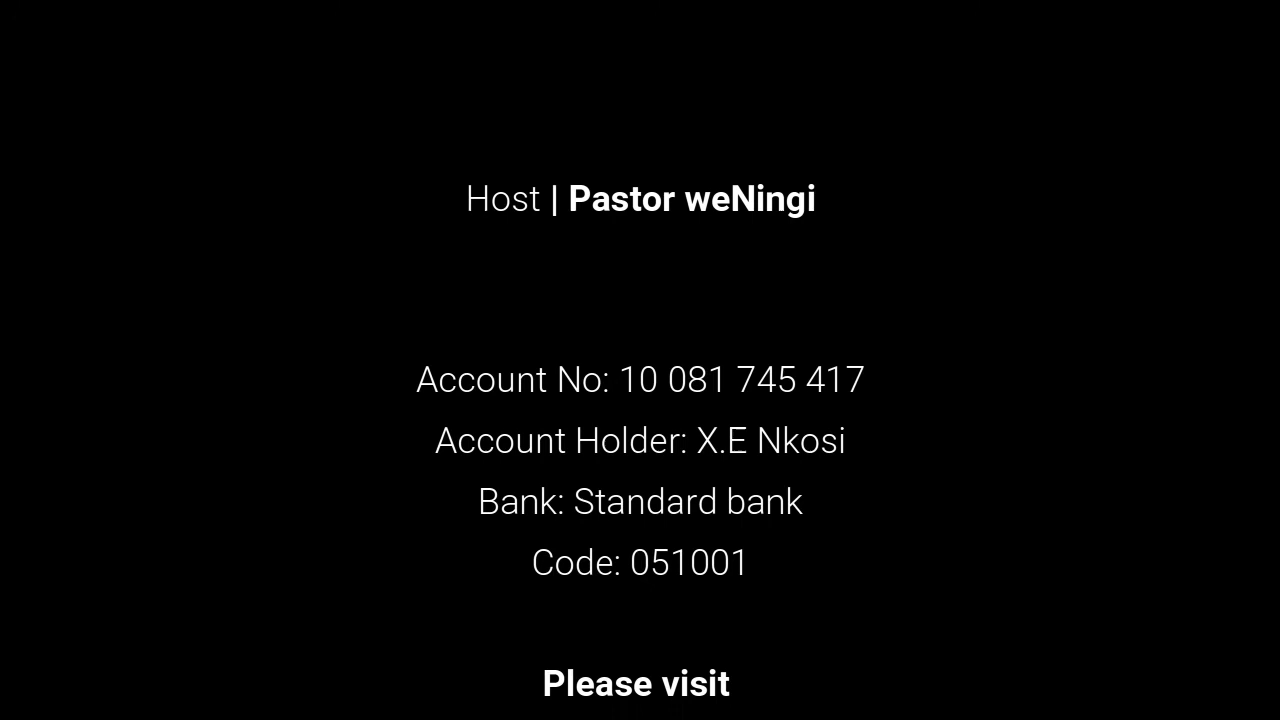 Host | Pastor weNingi
Account No: 10 081 745 417
Account Holder: X.E Nkosi
Bank: Standard bank
Code: 051001
Please visit